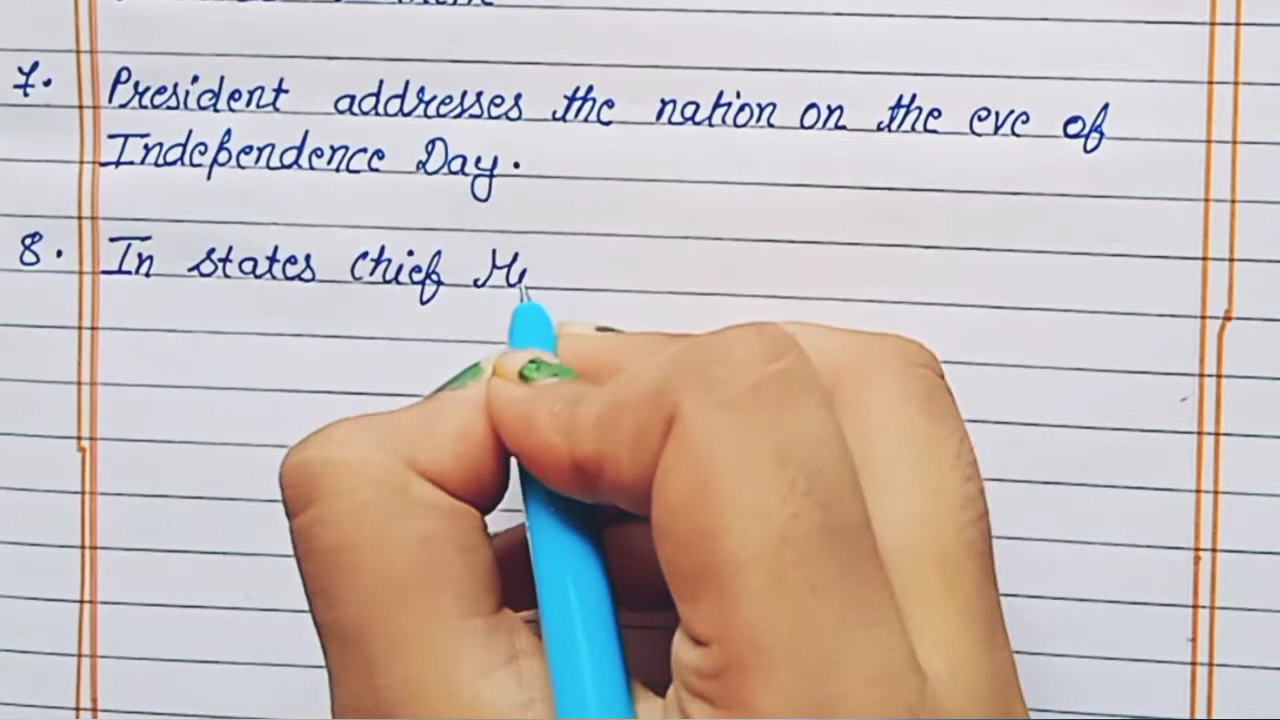 7. President addresses the nation on the eve of
Independence Day.
8. In states chief M